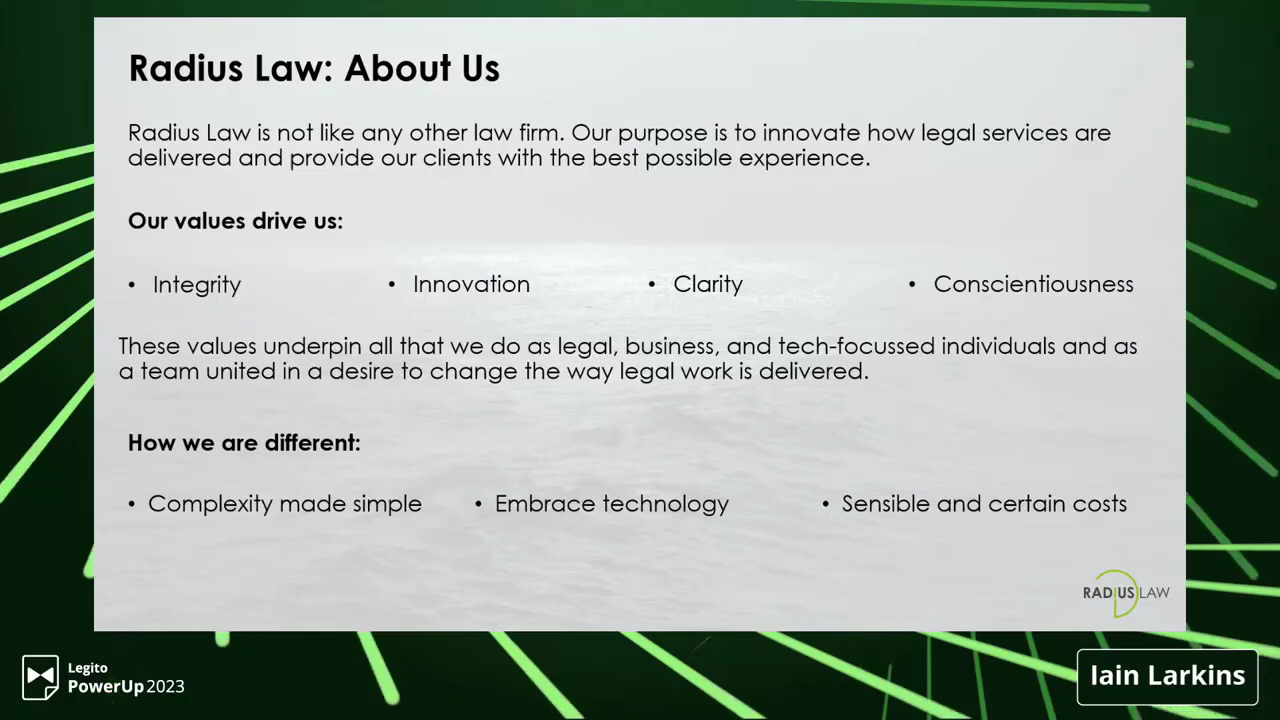 Radius Law: About Us
Radius Law is not like any other law firm. Our purpose is to innovate how legal services are
delivered and provide our clients with the best possible experience.
Our values drive us:
• Integrity • Innovation • Clarity • Conscientiousness
These values underpin all that we do as legal, business, and tech-focussed individuals and as
a team united in a desire to change the way legal work is delivered.
How we are different:
• Complexity made simple • Embrace technology • Sensible and certain costs
RADIUS LAW
Legito
PowerUp 2023
Iain Larkins